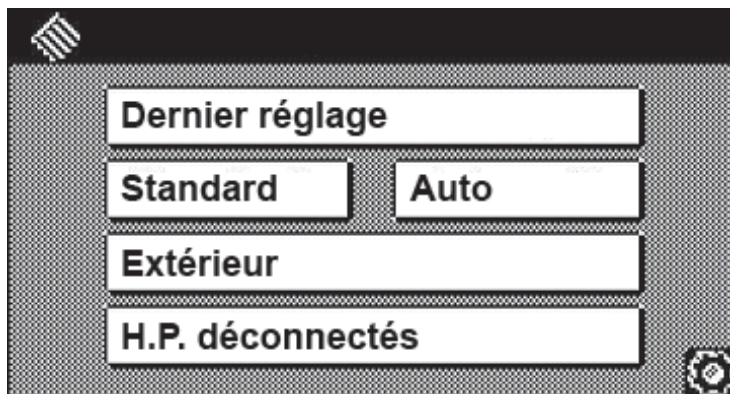 Dernier réglage
Standard Auto
Extérieur
H.P. déconnectés